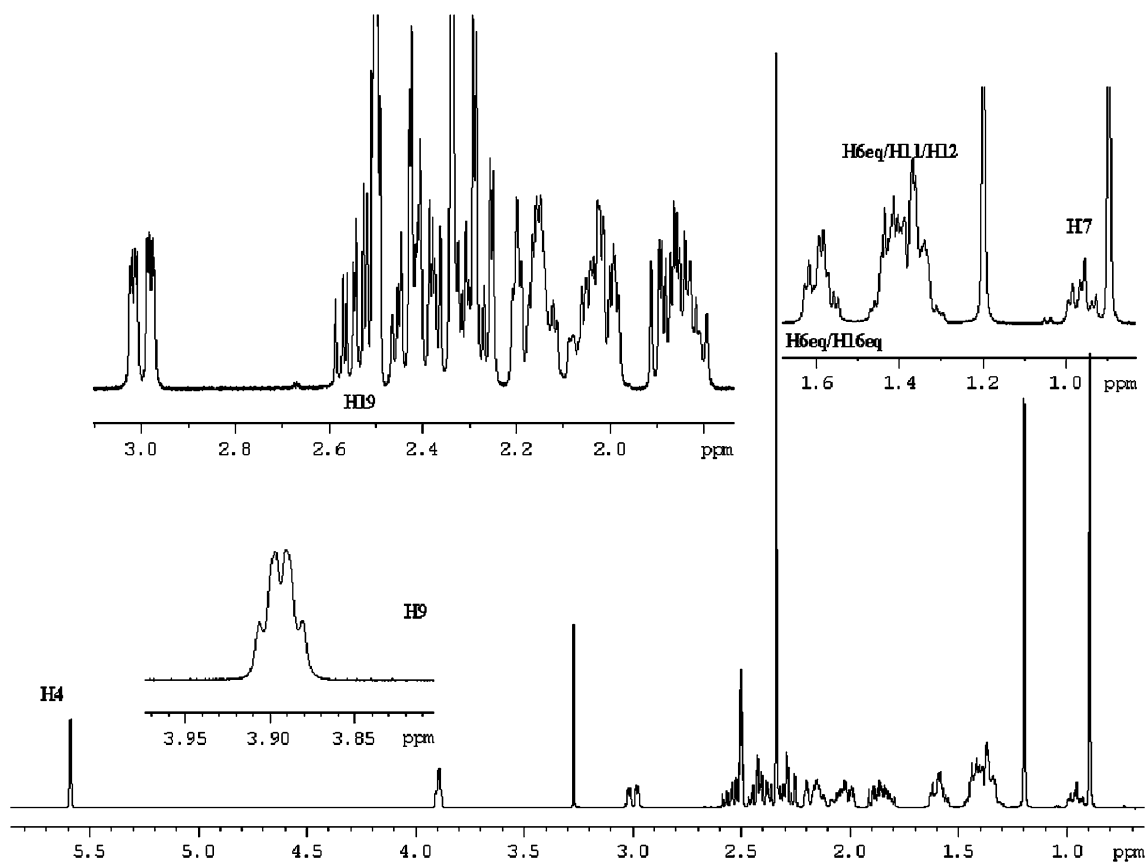 H6eq/H11/H12
H7
H6eq/H16eq
1.6 1.4 1.2 1.0 ppm
H19
3.0 2.8 2.6 2.4 2.2 2.0 ppm
H9
3.95 3.90 3.85 ppm
H4
5.5 5.0 4.5 4.0 3.5 3.0 2.5 2.0 1.5 1.0 ppm